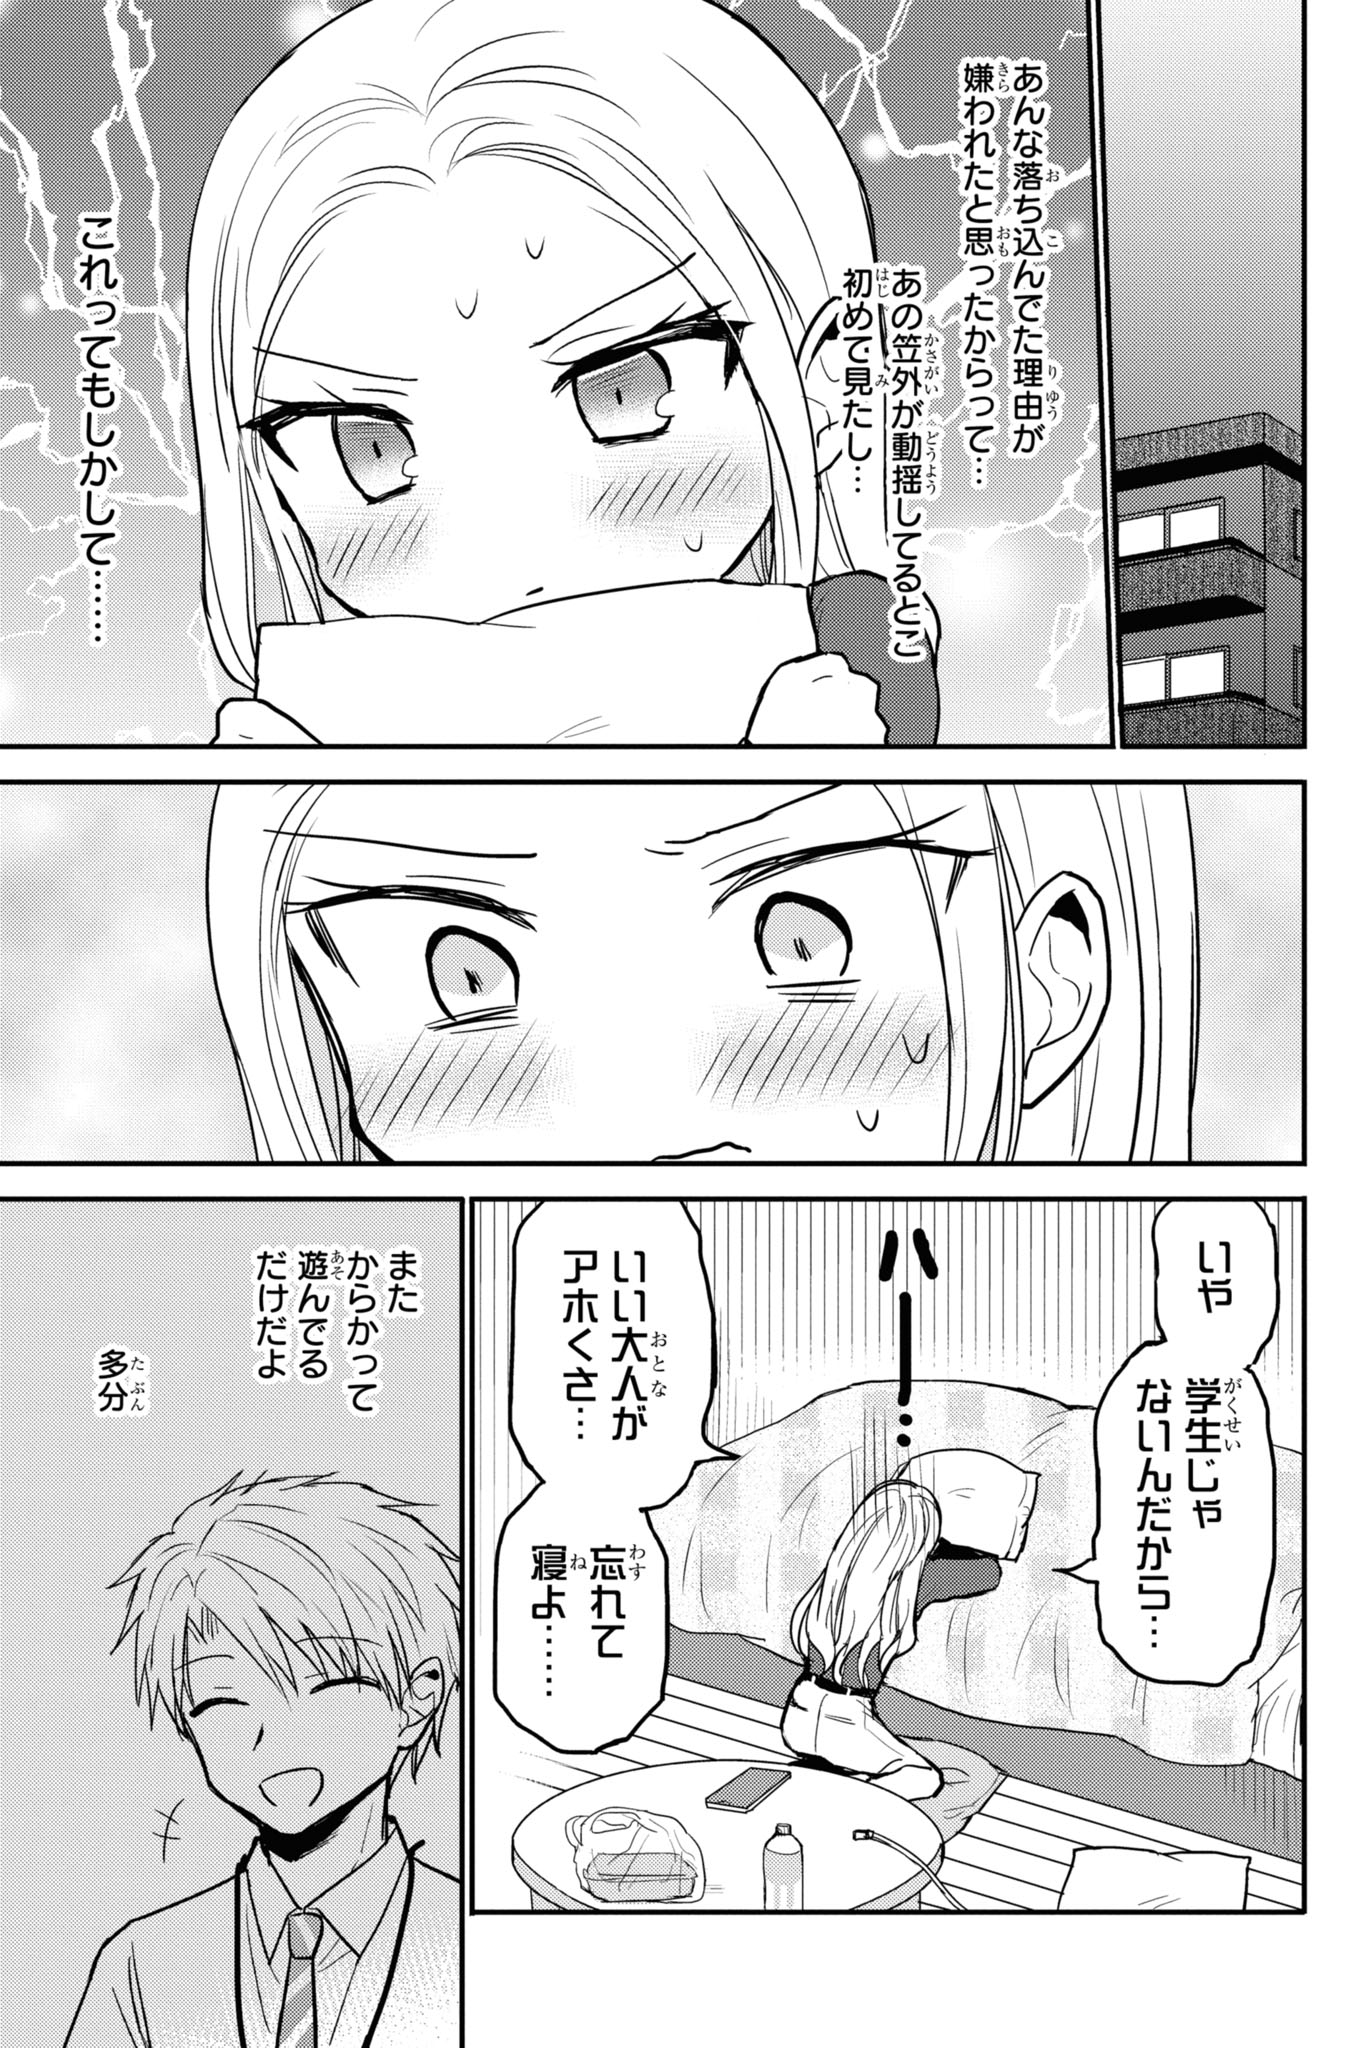 あんな落ち込んでた理由が
嫌われたと思ったからって…
あの笠外が動揺してるとこ
初めて見たし…
これってもしかして……
いや
学生じゃ
ないんだから…
ハー…
いい大人が
アホくさ…
忘れて
寝よ……
また
からかって
遊んでる
だけだよ
多分